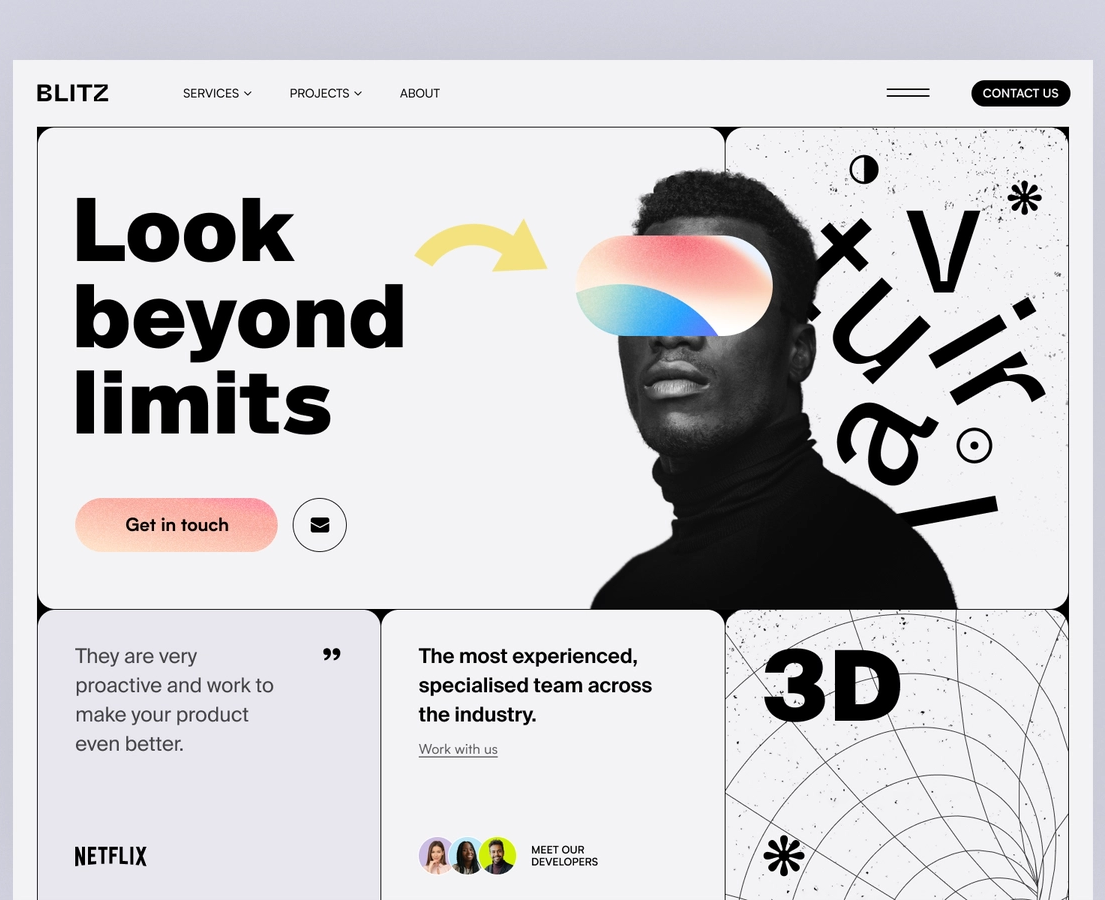 BLITZ
SERVICES
PROJECTS
ABOUT
CONTACT US
Look
beyond
limits
Get in touch
Virtual
They are very
proactive and work to
make your product
even better.
”
NETFLIX
The most experienced,
specialised team across
the industry.
Work with us
MEET OUR
DEVELOPERS
3D